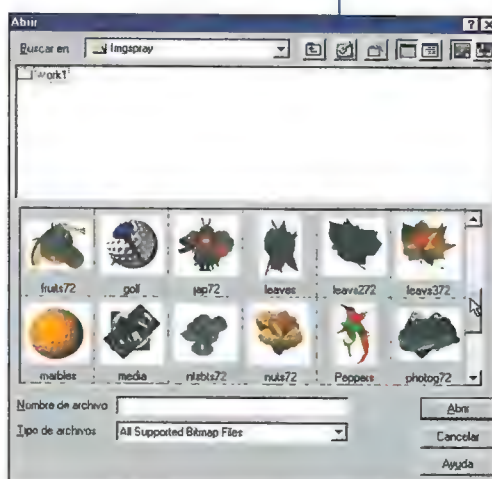 Abrir
Buscar en: Imgspray
work1
fruits72 golf jap72 leaves leavs272 leavs372
marbles media nuts72 Peppers photog72
Nombre de archivo
Abrir
Tipo de archivos All Supported Bitmap Files
Cancelar
Ayuda